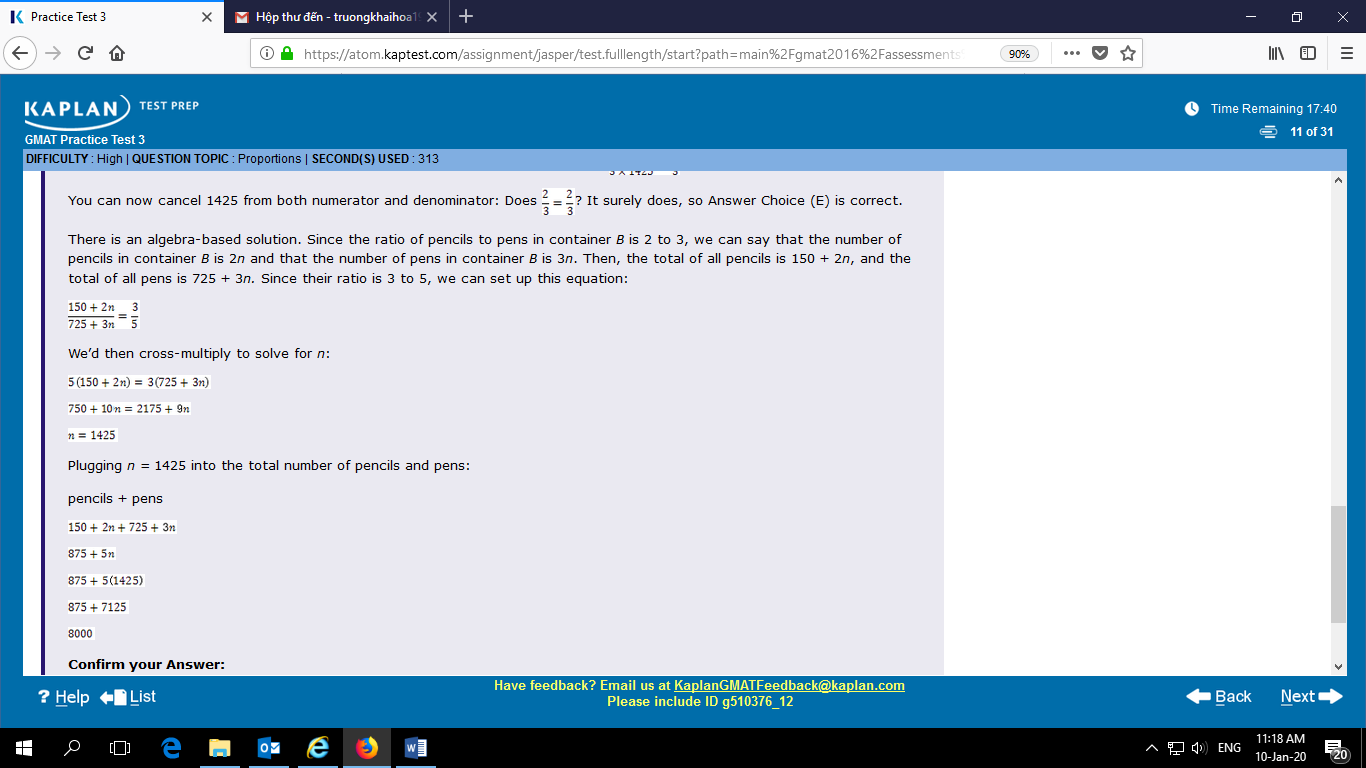 Practice Test 3
Hộp thư đến - truongkhaihoa1
https://atom.kaptest.com/assignment/jasper/test.fulllength/start?path=main%2Fgmat2016%2Fassessments
90%
KAPLAN TEST PREP
Time Remaining 17:40
GMAT Practice Test 3
11 of 31
DIFFICULTY : High | QUESTION TOPIC : Proportions | SECOND(S) USED : 313
You can now cancel 1425 from both numerator and denominator: Does 2/3 = 2/3? It surely does, so Answer Choice (E) is correct.
There is an algebra-based solution. Since the ratio of pencils to pens in container B is 2 to 3, we can say that the number of
pencils in container B is 2n and that the number of pens in container B is 3n. Then, the total of all pencils is 150 + 2n, and the
total of all pens is 725 + 3n. Since their ratio is 3 to 5, we can set up this equation:
150 + 2n / 725 + 3n = 3/5
We'd then cross-multiply to solve for n:
5(150 + 2n) = 3(725 + 3n)
750 + 10n = 2175 + 9n
n = 1425
Plugging n = 1425 into the total number of pencils and pens:
pencils + pens
150 + 2n + 725 + 3n
875 + 5n
875 + 5(1425)
875 + 7125
8000
Confirm your Answer:
? Help
List
Have feedback? Email us at KaplanGMATFeedback@kaplan.com
Please include ID g510376_12
Back
Next
ENG
11:18 AM
10-Jan-20
20